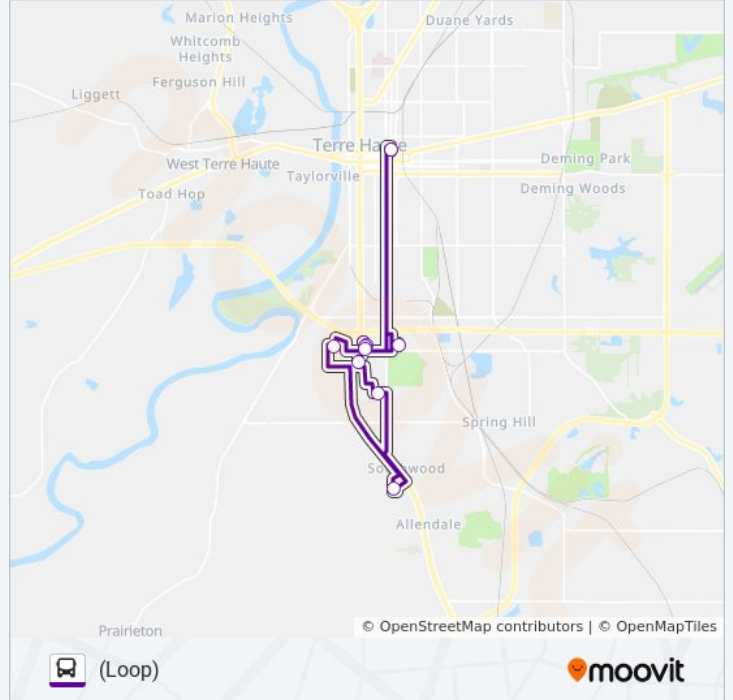 Marion Heights
Duane Yards
Whitcomb
Heights
Ferguson Hill
Liggett
Terre Haute
West Terre Haute
Deming Park
Taylorville
Toad Hop
Deming Woods
Spring Hill
Southwood
Allendale
© OpenStreetMap contributors | © OpenMapTiles
Prairieton
(Loop)
moovit